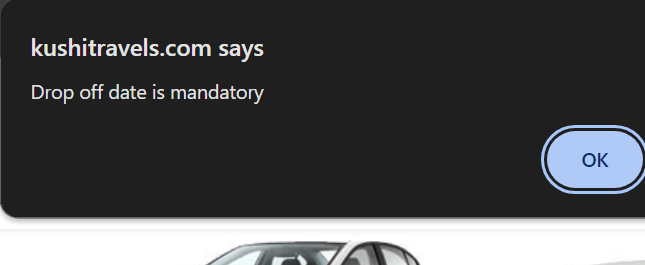 kushitravels.com says
Drop off date is mandatory
OK